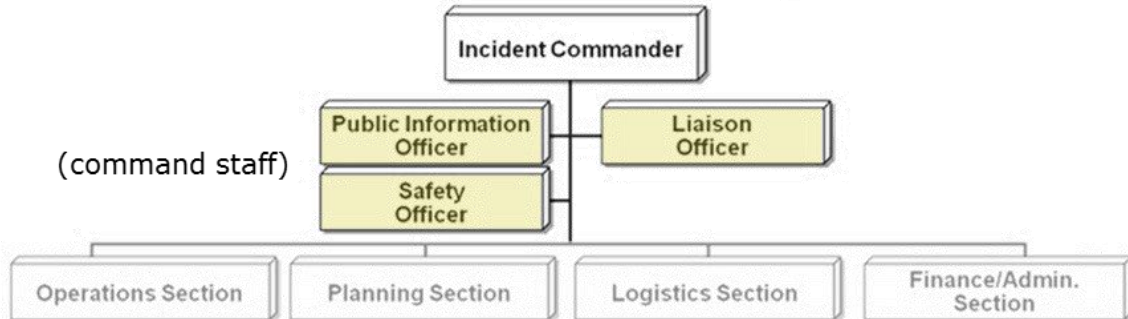 Incident Commander
Public Information
Officer
Liaison
Officer
(command staff)
Safety
Officer
Operations Section
Planning Section
Logistics Section
Finance/Admin.
Section